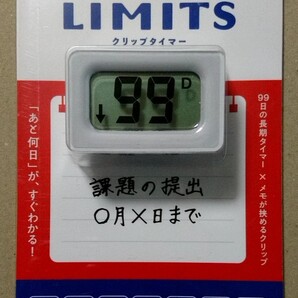 LIMITS
クリップタイマー
99 D
↓
「あと何日」が、すぐわかる!
99日の長期タイマー × メモが挟めるクリップ
課題の提出
〇月×日まで